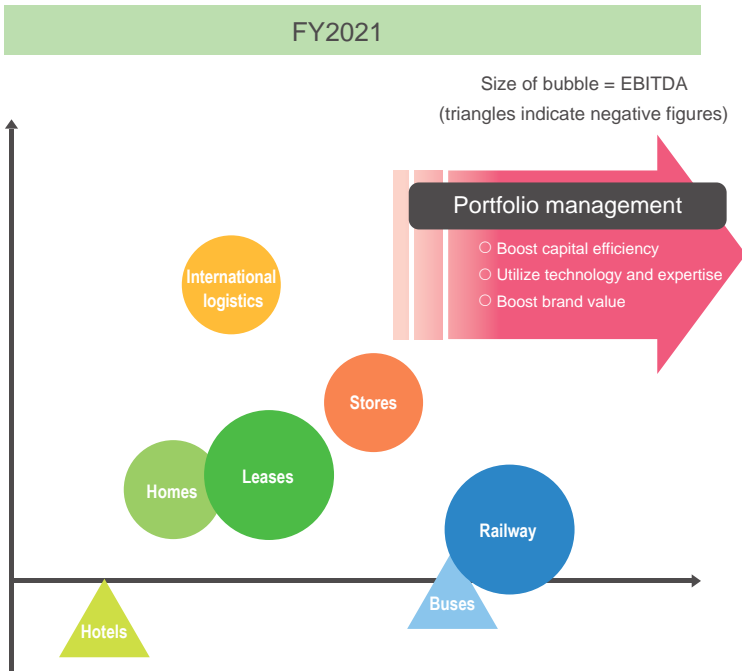 FY2021
Size of bubble = EBITDA
(triangles indicate negative figures)
Portfolio management
○ Boost capital efficiency
○ Utilize technology and expertise
○ Boost brand value
International
logistics
Stores
Leases
Homes
Railway
Buses
Hotels